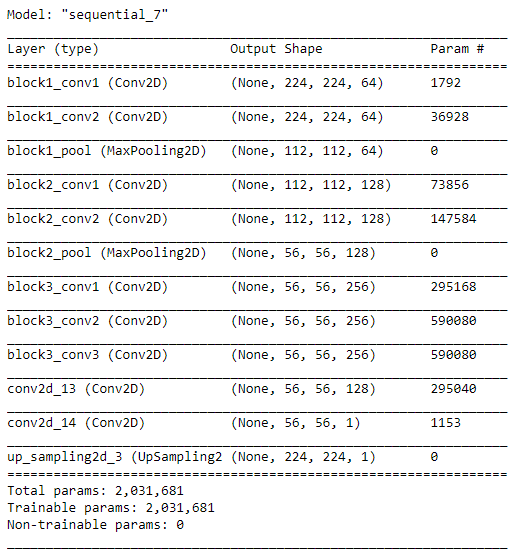 Model: "sequential_7"
_________________________________________________________________
Layer (type)                 Output Shape              Param #
=================================================================
block1_conv1 (Conv2D)        (None, 224, 224, 64)      1792
_________________________________________________________________
block1_conv2 (Conv2D)        (None, 224, 224, 64)      36928
_________________________________________________________________
block1_pool (MaxPooling2D)   (None, 112, 112, 64)      0
_________________________________________________________________
block2_conv1 (Conv2D)        (None, 112, 112, 128)     73856
_________________________________________________________________
block2_conv2 (Conv2D)        (None, 112, 112, 128)     147584
_________________________________________________________________
block2_pool (MaxPooling2D)   (None, 56, 56, 128)       0
_________________________________________________________________
block3_conv1 (Conv2D)        (None, 56, 56, 256)       295168
_________________________________________________________________
block3_conv2 (Conv2D)        (None, 56, 56, 256)       590080
_________________________________________________________________
block3_conv3 (Conv2D)        (None, 56, 56, 256)       590080
_________________________________________________________________
conv2d_13 (Conv2D)           (None, 56, 56, 128)       295040
_________________________________________________________________
conv2d_14 (Conv2D)           (None, 56, 56, 1)         1153
_________________________________________________________________
up_sampling2d_3 (UpSampling2 (None, 224, 224, 1)       0
=================================================================
Total params: 2,031,681
Trainable params: 2,031,681
Non-trainable params: 0
_________________________________________________________________